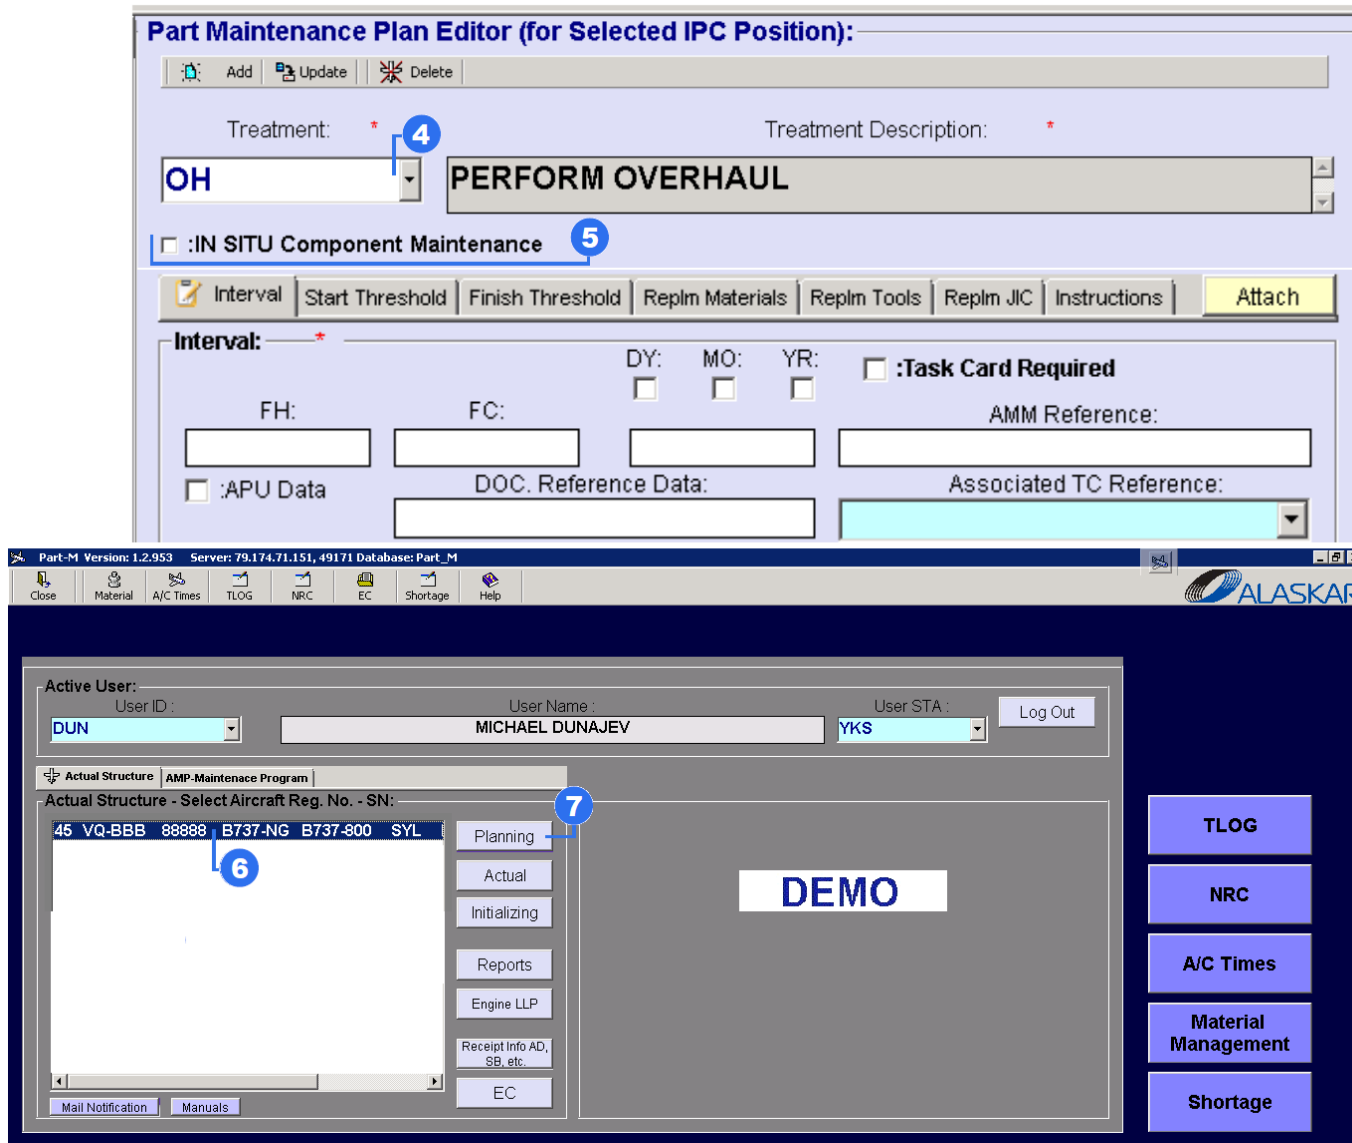 Part Maintenance Plan Editor (for Selected IPC Position):
Add Update Delete
Treatment: * 4 Treatment Description: *
OH PERFORM OVERHAUL
:IN SITU Component Maintenance 5
Interval Start Threshold Finish Threshold Replm Materials Replm Tools Replm JIC Instructions Attach
Interval: *
DY: MO: YR: :Task Card Required
FH: FC: AMM Reference:
:APU Data DOC. Reference Data: Associated TC Reference:
Part-M Version: 1.2.953 Server: 79.174.71.151, 49171 Database: Part_M
Close Material A/C Times TLOG NRC EC Shortage Help
ALASKAR
Active User:
User ID : User Name : User STA :
DUN MICHAEL DUNAJEV YKS Log Out
Actual Structure AMP-Maintenace Program
Actual Structure - Select Aircraft Reg. No. - SN: 7
45 VQ-BBB 88888 B737-NG B737-800 SYL Planning TLOG
6 Actual DEMO NRC
Initializing
Reports A/C Times
Engine LLP
Material
Management
Receipt Info AD,
SB, etc.
EC Shortage
Mail Notification Manuals